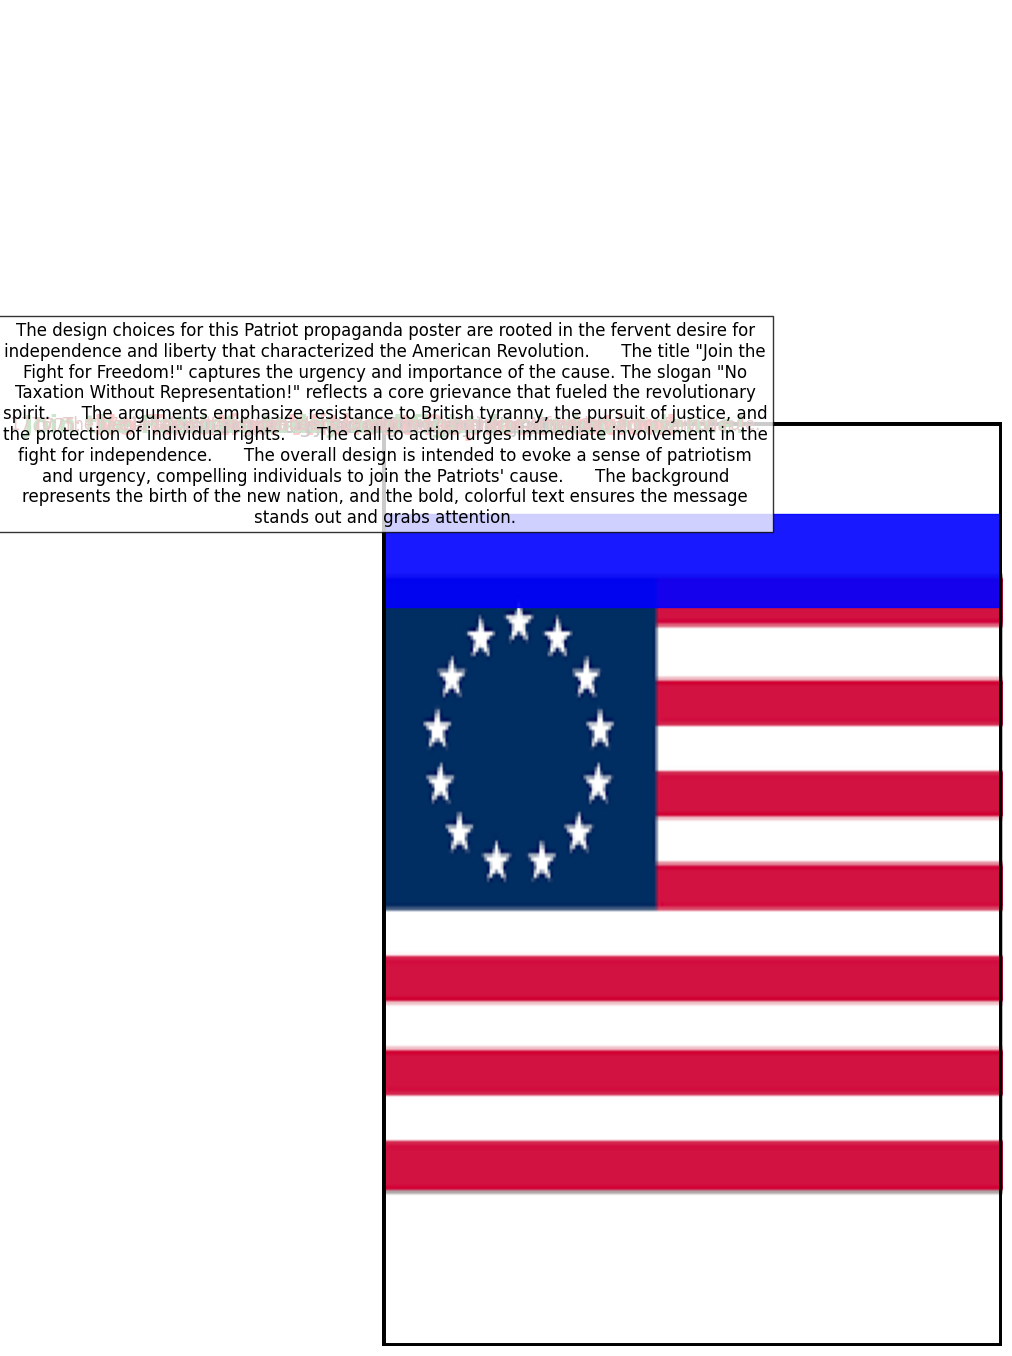 The design choices for this Patriot propaganda poster are rooted in the fervent desire for
independence and liberty that characterized the American Revolution.      The title "Join the
Fight for Freedom!" captures the urgency and importance of the cause. The slogan "No
Taxation Without Representation!" reflects a core grievance that fueled the revolutionary
spirit.      The arguments emphasize resistance to British tyranny, the pursuit of justice, and
the protection of individual rights.      The call to action urges immediate involvement in the
fight for independence.      The overall design is intended to evoke a sense of patriotism
and urgency, compelling individuals to join the Patriots' cause.      The background
represents the birth of the new nation, and the bold, colorful text ensures the message
stands out and grabs attention.